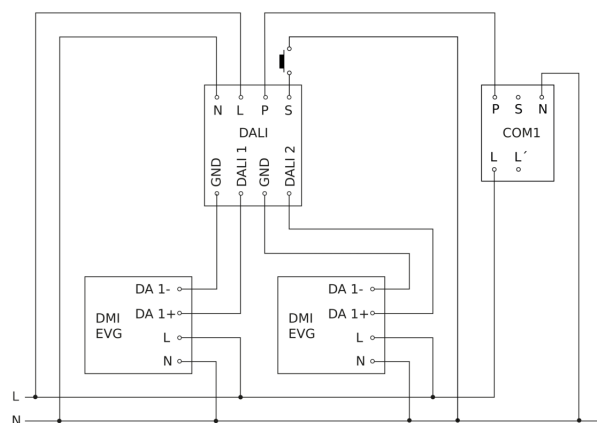 N L P S
DALI
GND DALI 1 GND DALI 2
P S N
COM1
L L´
DA 1-
DA 1+
DMI
EVG
L
N
DA 1-
DA 1+
DMI
EVG
L
N
L
N